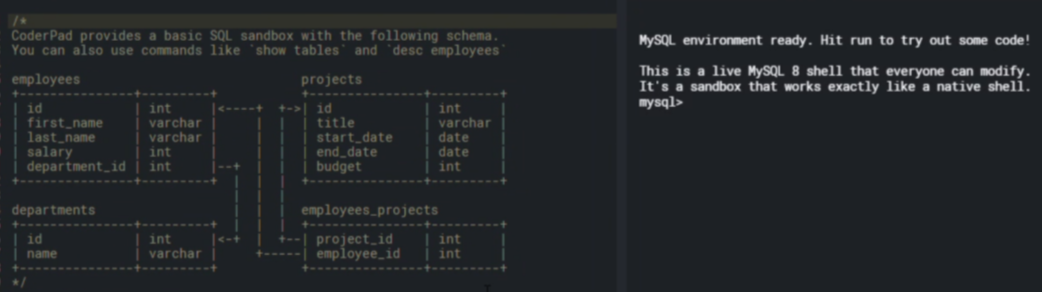 /*
CoderPad provides a basic SQL sandbox with the following schema.
You can also use commands like `show tables` and `desc employees`

employees                             projects
+---------------+---------+           +---------------+---------+
| id            | int     |<----+  +->| id            | int     |
| first_name    | varchar |     |  |  | title         | varchar |
| last_name     | varchar |     |  |  | start_date    | date    |
| salary        | int     |     |  |  | end_date      | date    |
| department_id | int     |--+  |  |  | budget        | int     |
+---------------+---------+  |  |  |  +---------------+---------+
                             |  |  |
departments                  |  |  |  employees_projects
+---------------+---------+  |  |  |  +---------------+---------+
| id            | int     |<-+  |  +--| project_id    | int     |
| name          | varchar |     +-----| employee_id   | int     |
+---------------+---------+           +---------------+---------+
*/
MySQL environment ready. Hit run to try out some code!
This is a live MySQL 8 shell that everyone can modify.
It's a sandbox that works exactly like a native shell.
mysql>